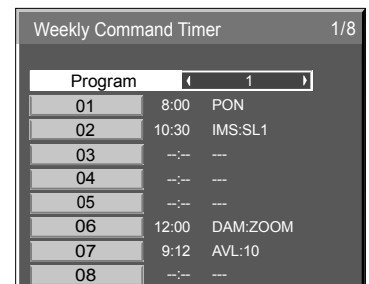 Weekly Command Timer 1/8
Program 1
01 8:00 PON
02 10:30 IMS:SL1
03 --:-- ---
04 --:-- ---
05 --:-- ---
06 12:00 DAM:ZOOM
07 9:12 AVL:10
08 --:-- ---